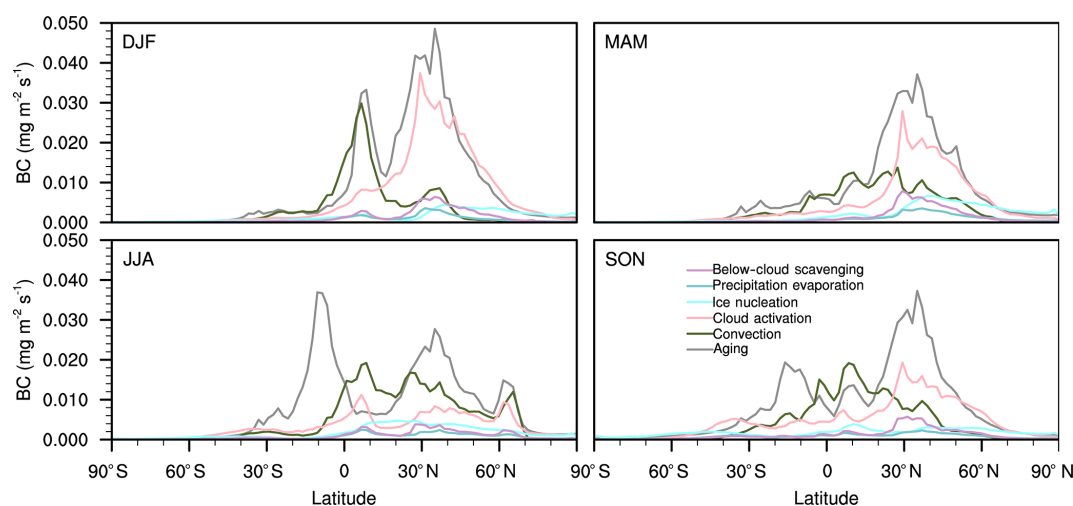 DJF
MAM
BC (mg m⁻² s⁻¹)
0.050
0.040
0.030
0.020
0.010
0.000
JJA
SON
BC (mg m⁻² s⁻¹)
0.050
0.040
0.030
0.020
0.010
0.000
Below-cloud scavenging
Precipitation evaporation
Ice nucleation
Cloud activation
Convection
Aging
90° S 60° S 30° S 0 30° N 60° N 90° S 60° S 30° S 0 30° N 60° N 90° N
Latitude Latitude